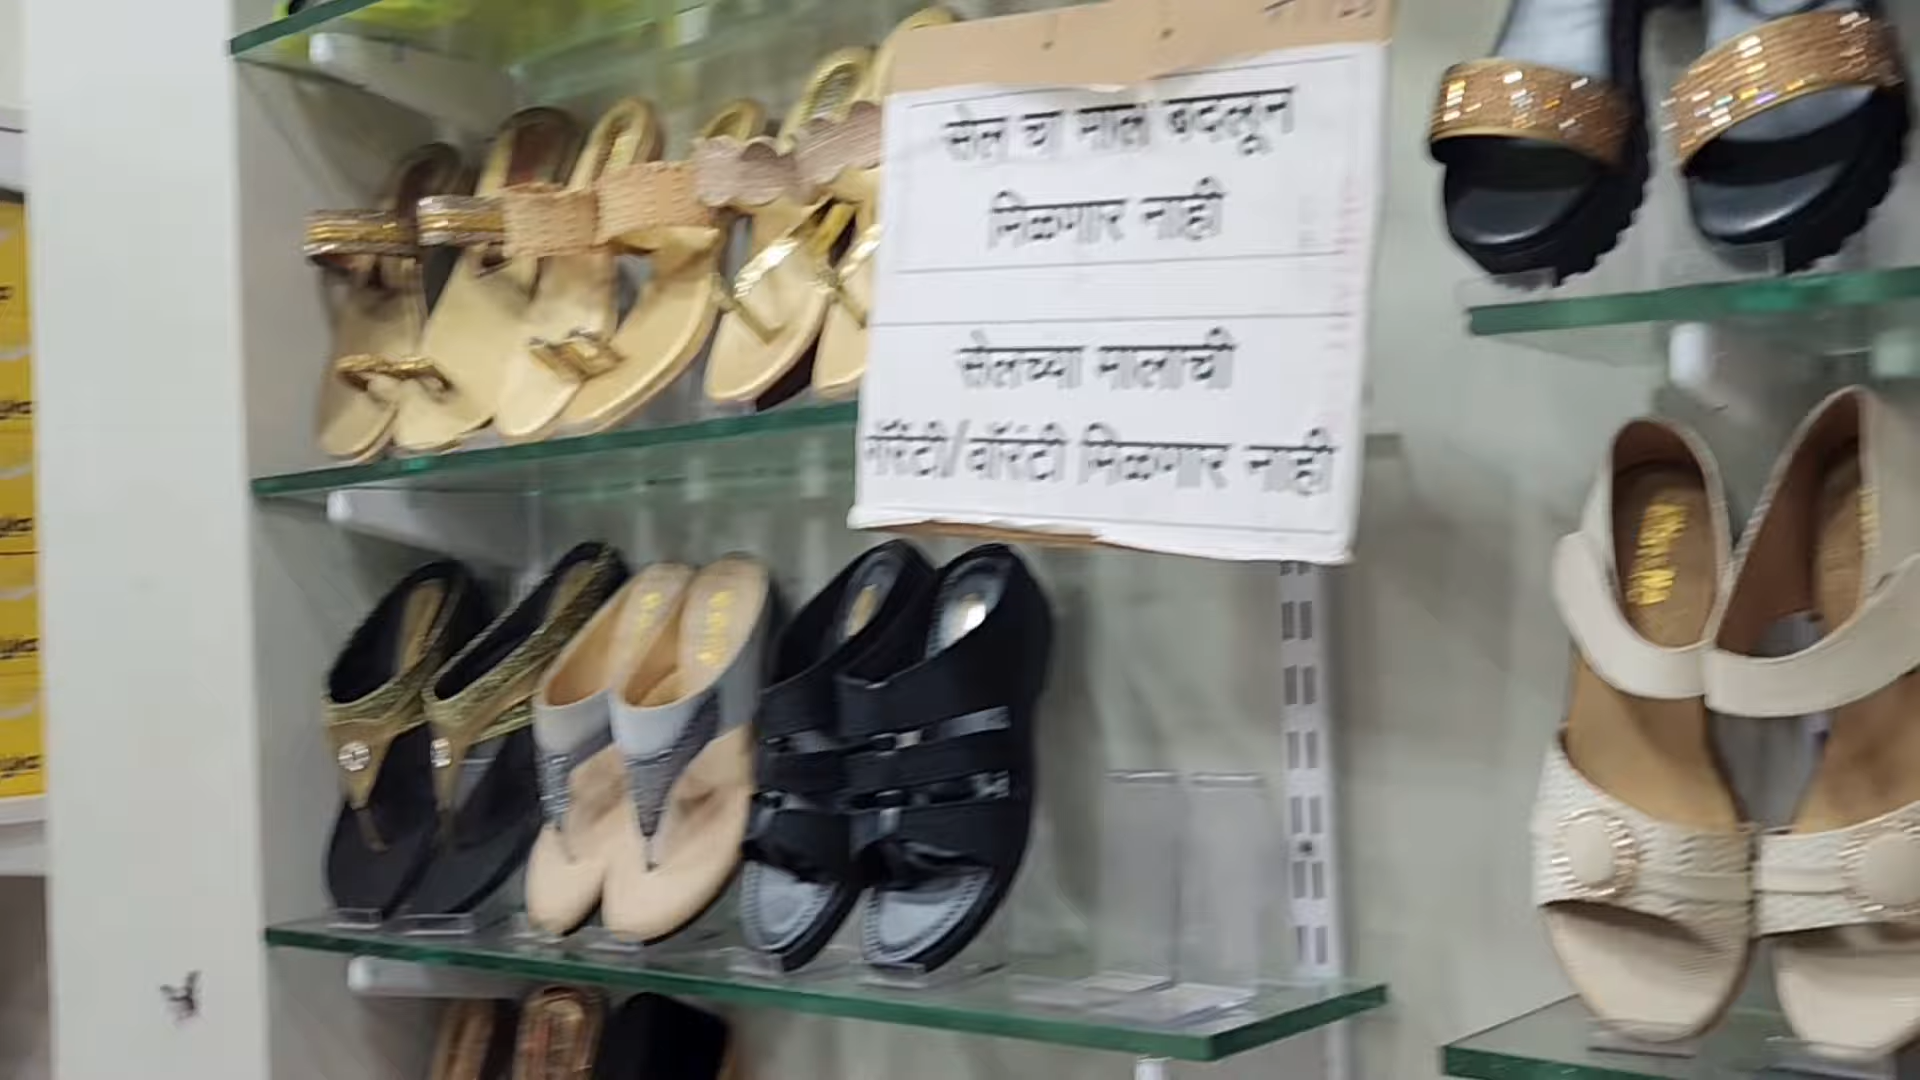 सेल चा माल बदलून
मिळणार नाही
सेलच्या मालाची
गॅरंटी/वॉरंटी मिळणार नाही